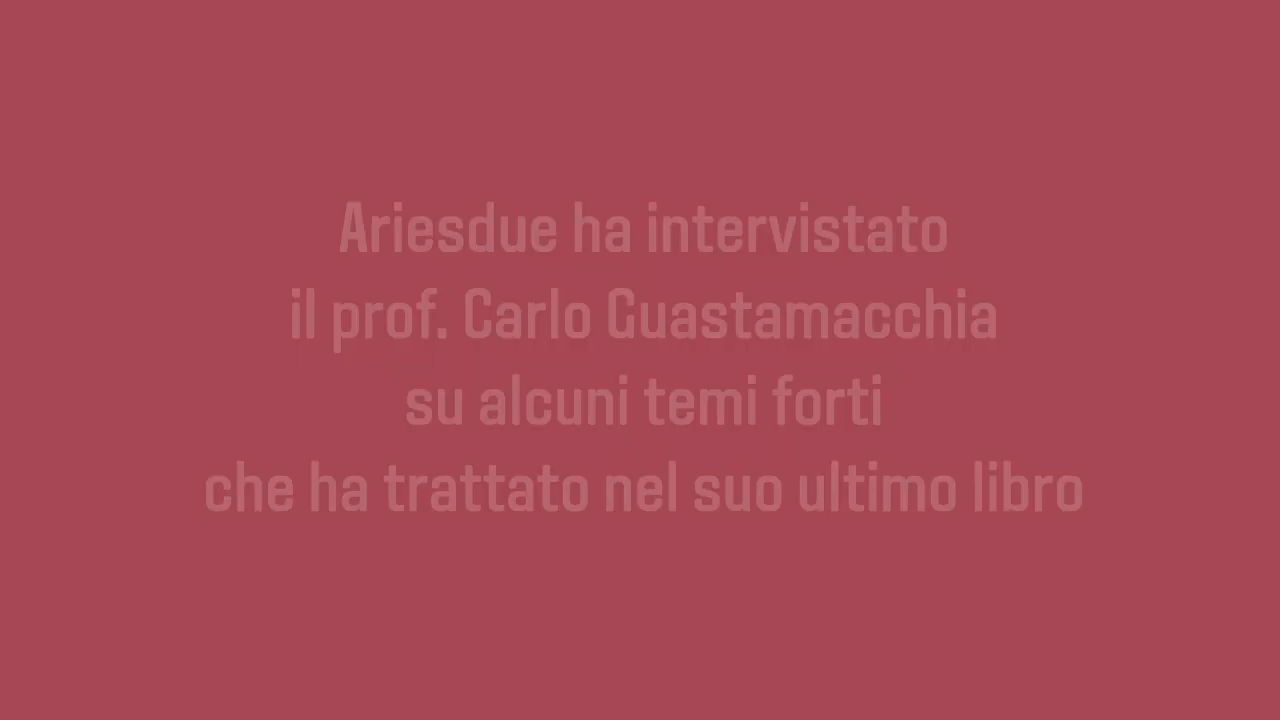 Ariesdue ha intervistato
il prof. Carlo Guastamacchia
su alcuni temi forti
che ha trattato nel suo ultimo libro